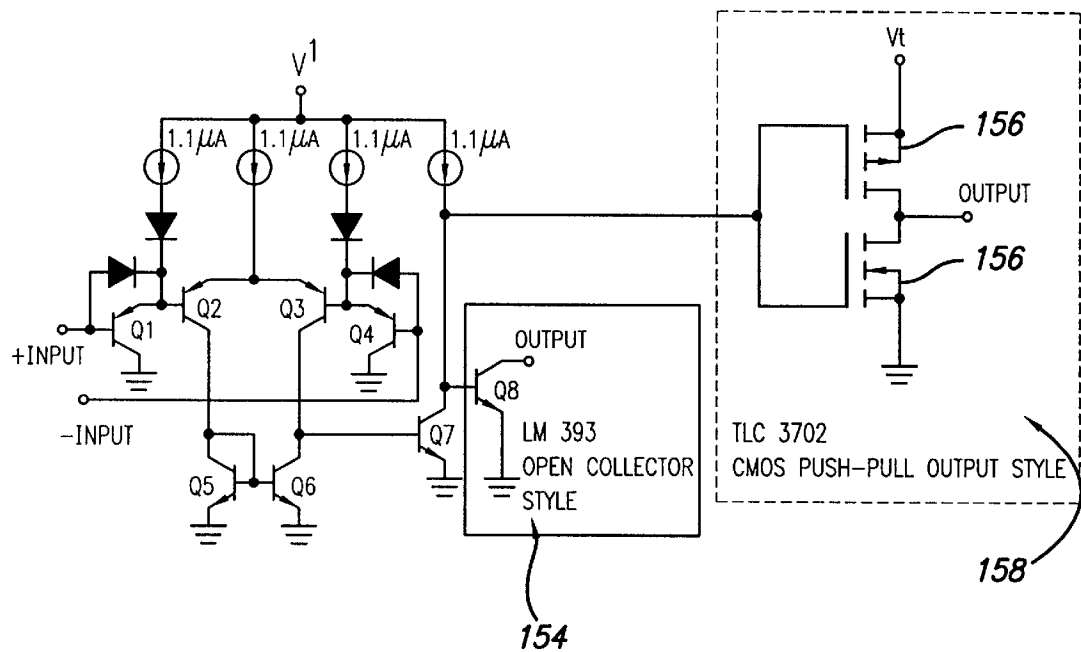 V1
1.1μA 1.1μA 1.1μA 1.1μA
Vt
156
OUTPUT
156
Q1 Q2 Q3 Q4
+INPUT
-INPUT
OUTPUT
Q8
Q7
LM 393
OPEN COLLECTOR
STYLE
Q5 Q6
TLC 3702
CMOS PUSH-PULL OUTPUT STYLE
158
154